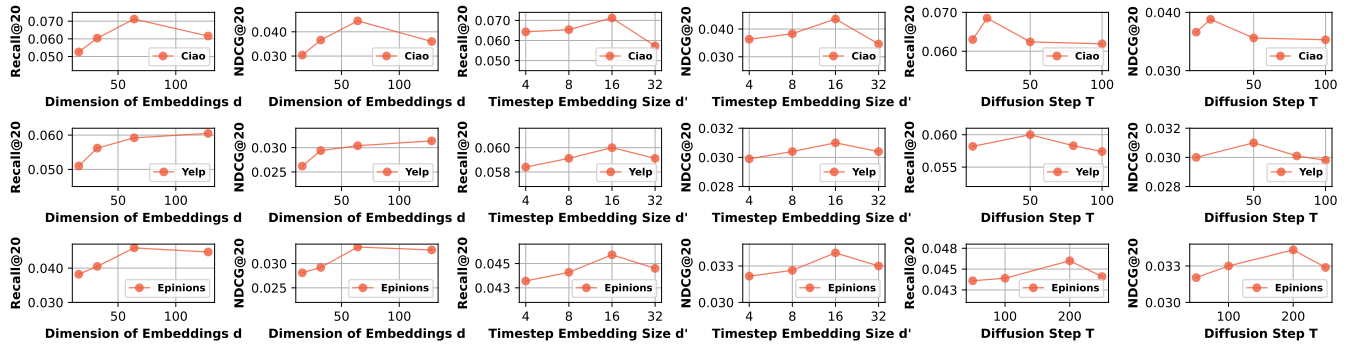 Recall@20 0.070 0.060 0.050 Ciao 50 100 Dimension of Embeddings d
NDCG@20 0.040 0.030 Ciao 50 100 Dimension of Embeddings d
Recall@20 0.070 0.060 0.050 Ciao 4 8 16 32 Timestep Embedding Size d'
NDCG@20 0.040 0.030 Ciao 4 8 16 32 Timestep Embedding Size d'
Recall@20 0.070 0.060 Ciao 50 100 Diffusion Step T
NDCG@20 0.040 0.030 Ciao 50 100 Diffusion Step T
Recall@20 0.060 0.050 Yelp 50 100 Dimension of Embeddings d
NDCG@20 0.030 0.025 Yelp 50 100 Dimension of Embeddings d
Recall@20 0.060 0.058 Yelp 4 8 16 32 Timestep Embedding Size d'
NDCG@20 0.032 0.030 0.028 Yelp 4 8 16 32 Timestep Embedding Size d'
Recall@20 0.060 0.055 Yelp 50 100 Diffusion Step T
NDCG@20 0.032 0.030 0.028 Yelp 50 100 Diffusion Step T
Recall@20 0.040 0.030 Epinions 50 100 Dimension of Embeddings d
NDCG@20 0.030 0.025 Epinions 50 100 Dimension of Embeddings d
Recall@20 0.045 0.043 Epinions 4 8 16 32 Timestep Embedding Size d'
NDCG@20 0.033 0.030 Epinions 4 8 16 32 Timestep Embedding Size d'
Recall@20 0.048 0.045 0.043 Epinions 100 200 Diffusion Step T
NDCG@20 0.033 0.030 Epinions 100 200 Diffusion Step T